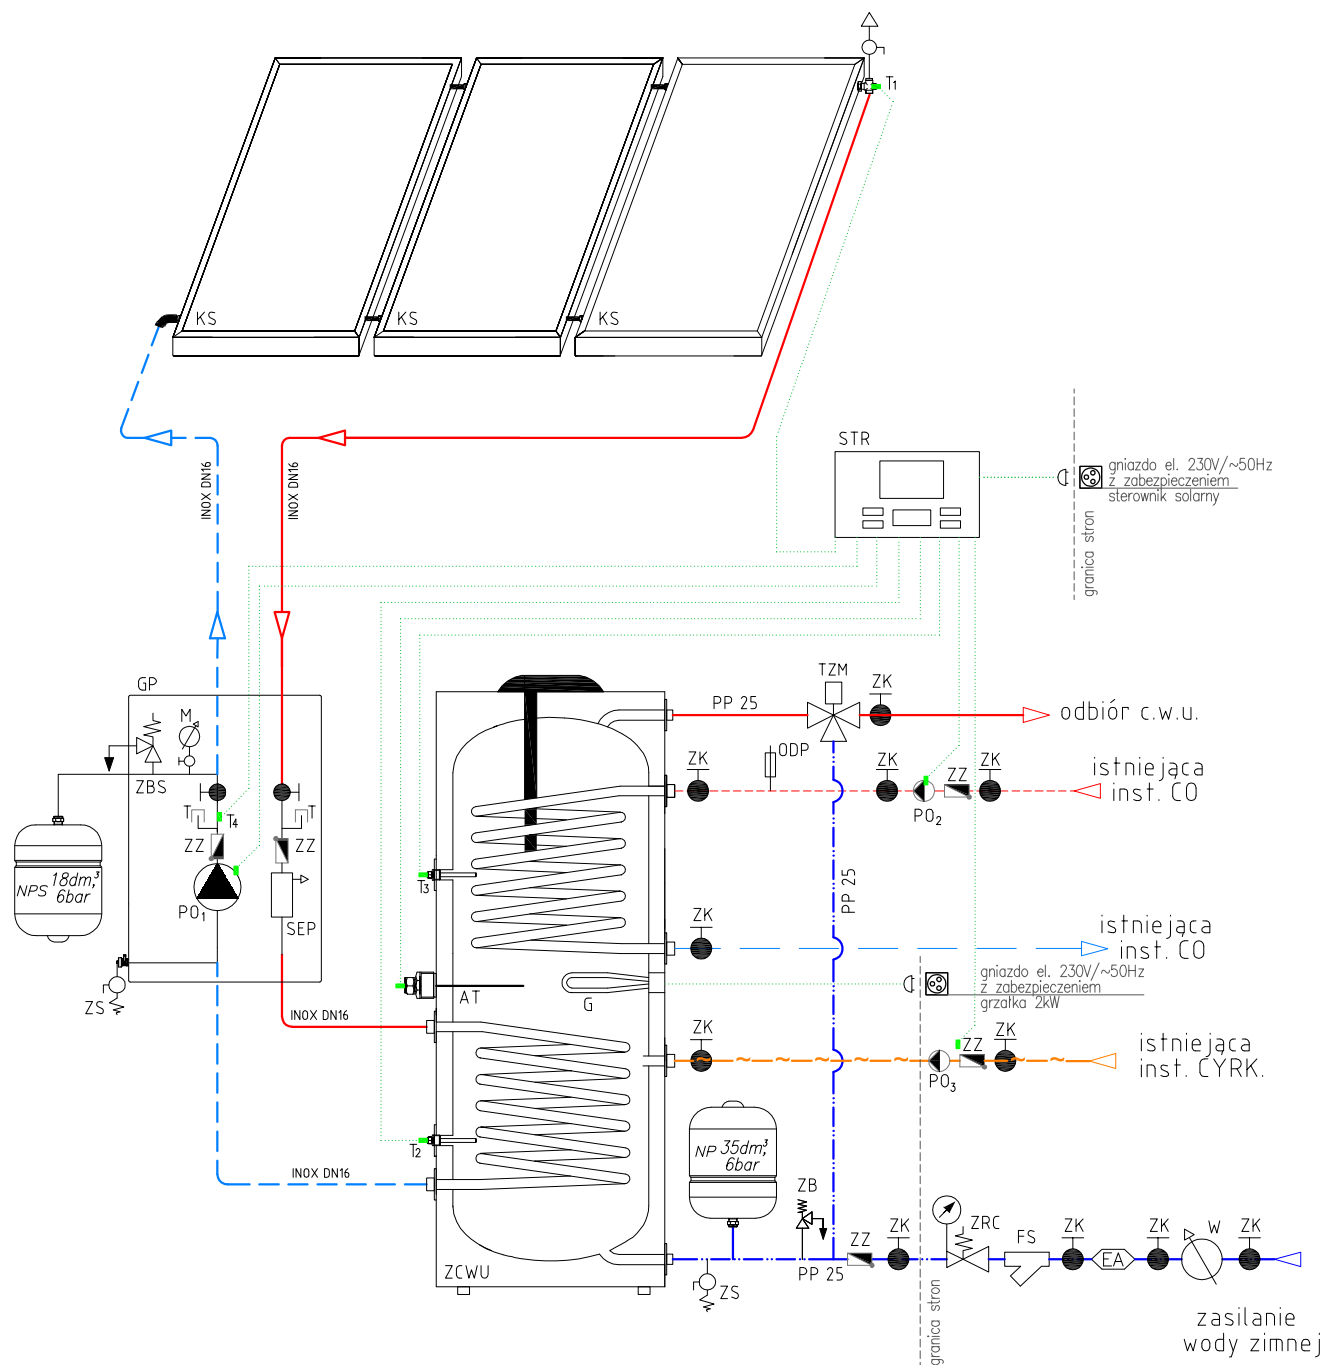 T1
KS
KS
KS
STR
gniazdo el. 230V/~50Hz
z zabezpieczeniem
sterownik solarny
granica stron
INOX DN16
INOX DN16
GP
M
ZBS
T
T
T4
ZZ
ZZ
PO1
SEP
NPS 18dm,³
6bar
ZS
INOX DN16
INOX DN16
TZM
PP 25
ZK
odbiór c.w.u.
ODP
ZK
ZK
ZZ
ZK
PO2
istniejąca
inst. CO
T3
PP 25
ZK
istniejąca
inst. CO
AT
G
gniazdo el. 230V/~50Hz
z zabezpieczeniem
grzałka 2kW
ZK
ZZ
ZK
PO3
istniejąca
inst. CYRK.
T2
NP 35dm,³
6bar
ZB
ZZ
ZK
ZRC
FS
ZK
EA
ZK
W
ZK
ZCWU
PP 25
ZS
granica stron
zasilanie
wody zimnej